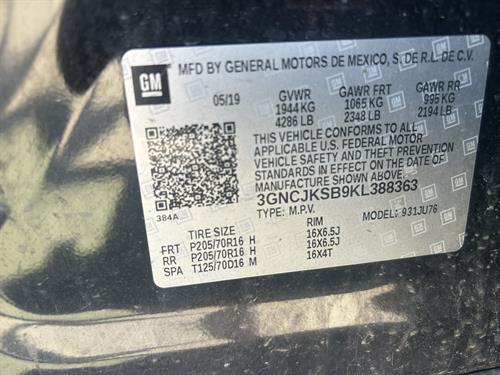 GM
MFD BY GENERAL MOTORS DE MEXICO, S. DE R.L. DE C.V.
05/19 GVWR GAWR FRT GAWR RR
1944 KG 1065 KG 995 KG
4286 LB 2348 LB 2194 LB
THIS VEHICLE CONFORMS TO ALL
APPLICABLE U.S. FEDERAL MOTOR
VEHICLE SAFETY AND THEFT
PREVENTION STANDARDS IN EFFECT ON THE
DATE OF MANUFACTURE SHOWN ABOVE.
3GNCJKSB9KL388363
384A TYPE: M.P.V. MODEL: 931JU76
TIRE SIZE RIM
FRT P205/70R16 H 16X6.5J
RR P205/70R16 H 16X6.5J
SPA T125/70D16 M 16X4T